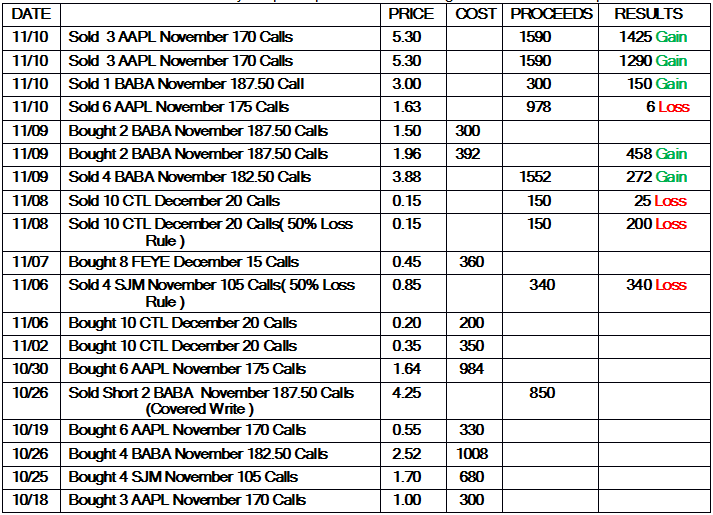 DATE PRICE COST PROCEEDS RESULTS
11/10 Sold 3 AAPL November 170 Calls 5.30 1590 1425 Gain
11/10 Sold 3 AAPL November 170 Calls 5.30 1590 1290 Gain
11/10 Sold 1 BABA November 187.50 Call 3.00 300 150 Gain
11/10 Sold 6 AAPL November 175 Calls 1.63 978 6 Loss
11/09 Bought 2 BABA November 187.50 Calls 1.50 300
11/09 Bought 2 BABA November 187.50 Calls 1.96 392 458 Gain
11/09 Sold 4 BABA November 182.50 Calls 3.88 1552 272 Gain
11/08 Sold 10 CTL December 20 Calls 0.15 150 25 Loss
11/08 Sold 10 CTL December 20 Calls( 50% Loss 0.15 150 200 Loss
Rule )
11/07 Bought 8 FEYE December 15 Calls 0.45 360
11/06 Sold 4 SJM November 105 Calls( 50% Loss 0.85 340 340 Loss
Rule )
11/06 Bought 10 CTL December 20 Calls 0.20 200
11/02 Bought 10 CTL December 20 Calls 0.35 350
10/30 Bought 6 AAPL November 175 Calls 1.64 984
10/26 Sold Short 2 BABA November 187.50 Calls 4.25 850
(Covered Write )
10/19 Bought 6 AAPL November 170 Calls 0.55 330
10/26 Bought 4 BABA November 182.50 Calls 2.52 1008
10/25 Bought 4 SJM November 105 Calls 1.70 680
10/18 Bought 3 AAPL November 170 Calls 1.00 300